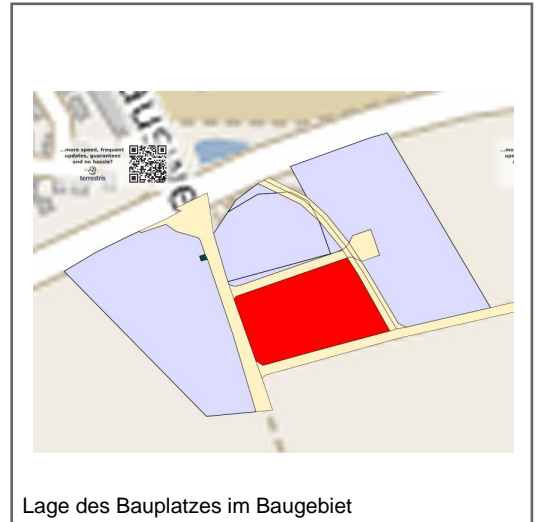 ...more speed, frequent
updates, guarantees
and no hassle?
terrestris
Lage des Bauplatzes im Baugebiet